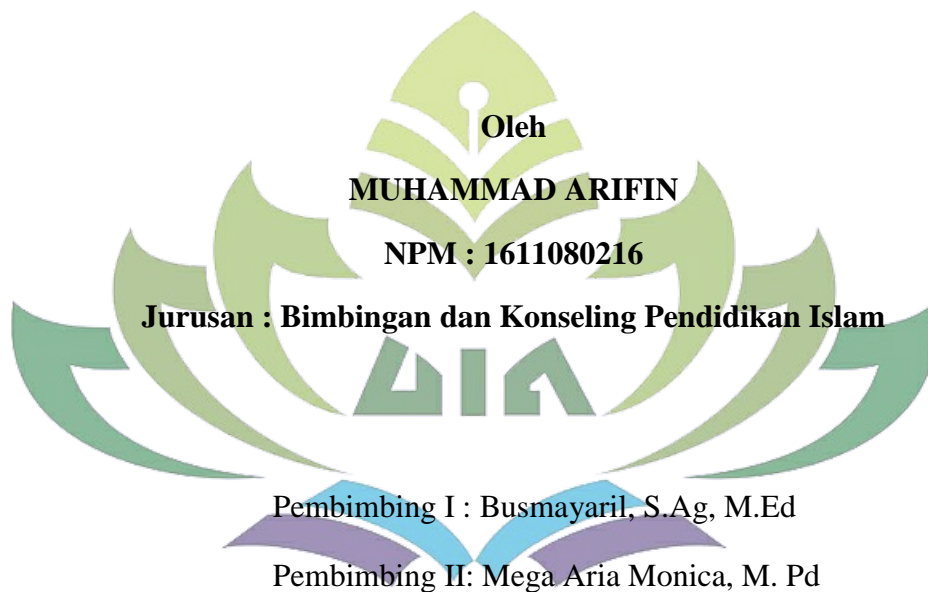 Oleh
MUHAMMAD ARIFIN
NPM : 1611080216
Jurusan : Bimbingan dan Konseling Pendidikan Islam
UIN
Pembimbing I : Busmayaril, S.Ag, M.Ed
Pembimbing II: Mega Aria Monica, M. Pd